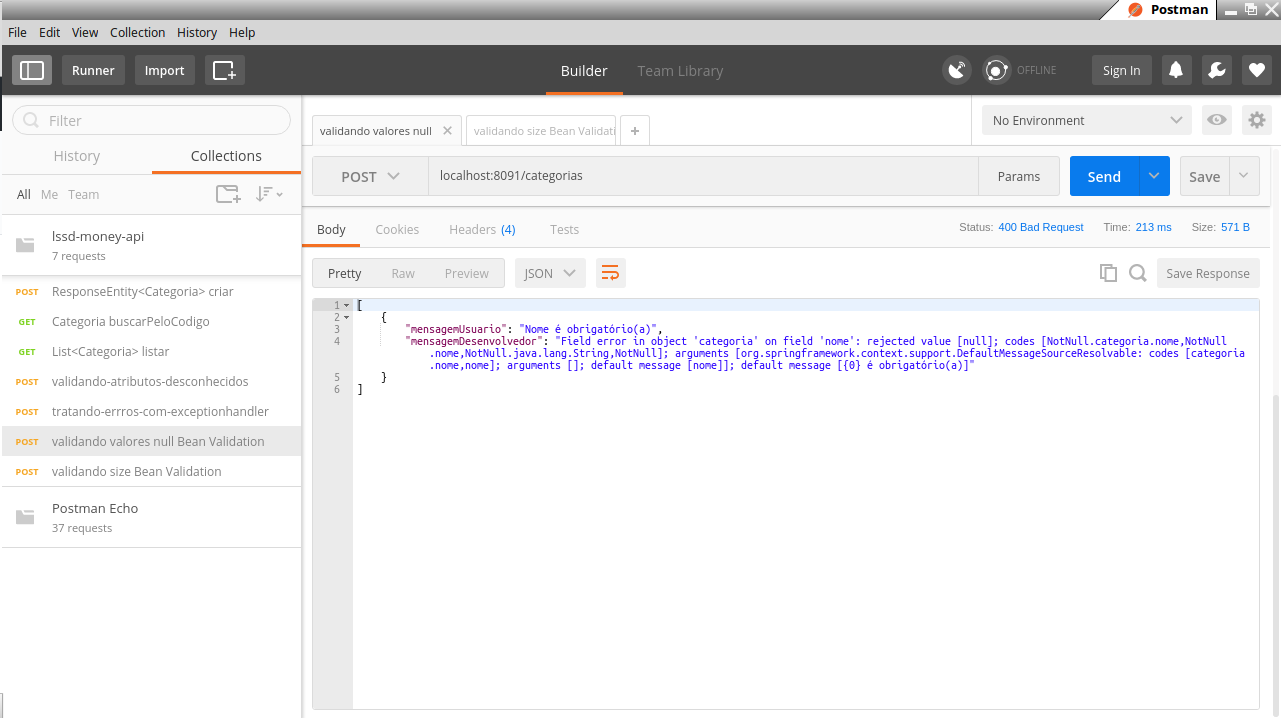 Postman
File Edit View Collection History Help
Runner Import Builder Team Library OFFLINE Sign In
Filter
History Collections
All Me Team
lssd-money-api
7 requests
POST ResponseEntity<Categoria> criar
GET Categoria buscarPeloCodigo
GET List<Categoria> listar
POST validando-atributos-desconhecidos
POST tratando-errros-com-exceptionhandler
POST validando valores null Bean Validation
POST validando size Bean Validation
Postman Echo
37 requests
validando valores null × validando size Bean Validati + No Environment
POST localhost:8091/categorias Params Send Save
Body Cookies Headers (4) Tests Status: 400 Bad Request Time: 213 ms Size: 571 B
Pretty Raw Preview JSON Save Response
1 [
2 {
3 "mensagemUsuario": "Nome é obrigatório(a)",
4 "mensagemDesenvolvedor": "Field error in object 'categoria' on field 'nome': rejected value [null]; codes [NotNull.categoria.nome,NotNull
.nome,NotNull.java.lang.String,NotNull]; arguments [org.springframework.context.support.DefaultMessageSourceResolvable: codes [categoria
.nome,nome]; arguments []; default message [nome]]; default message [{0} é obrigatório(a)]"
5 }
6 ]